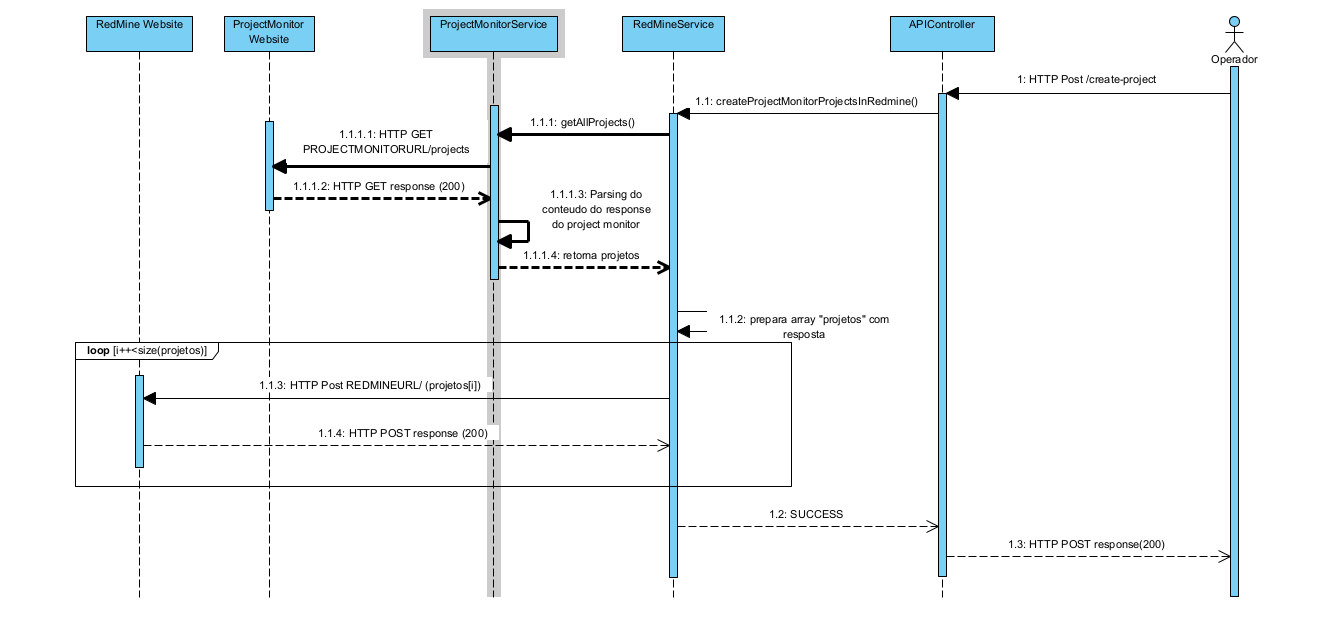 RedMine Website
ProjectMonitor
Website
ProjectMonitorService
RedMineService
APIController
Operador
1: HTTP Post /create-project
1.1: createProjectMonitorProjectsInRedmine()
1.1.1: getAllProjects()
1.1.1.1: HTTP GET
PROJECTMONITORURL/projects
1.1.1.2: HTTP GET response (200)
1.1.1.3: Parsing do
conteudo do response
do project monitor
1.1.1.4: retorna projetos
1.1.2: prepara array "projetos" com
resposta
loop [i++<size(projetos)]
1.1.3: HTTP Post REDMINEURL/ (projetos[i])
1.1.4: HTTP POST response (200)
1.2: SUCCESS
1.3: HTTP POST response(200)